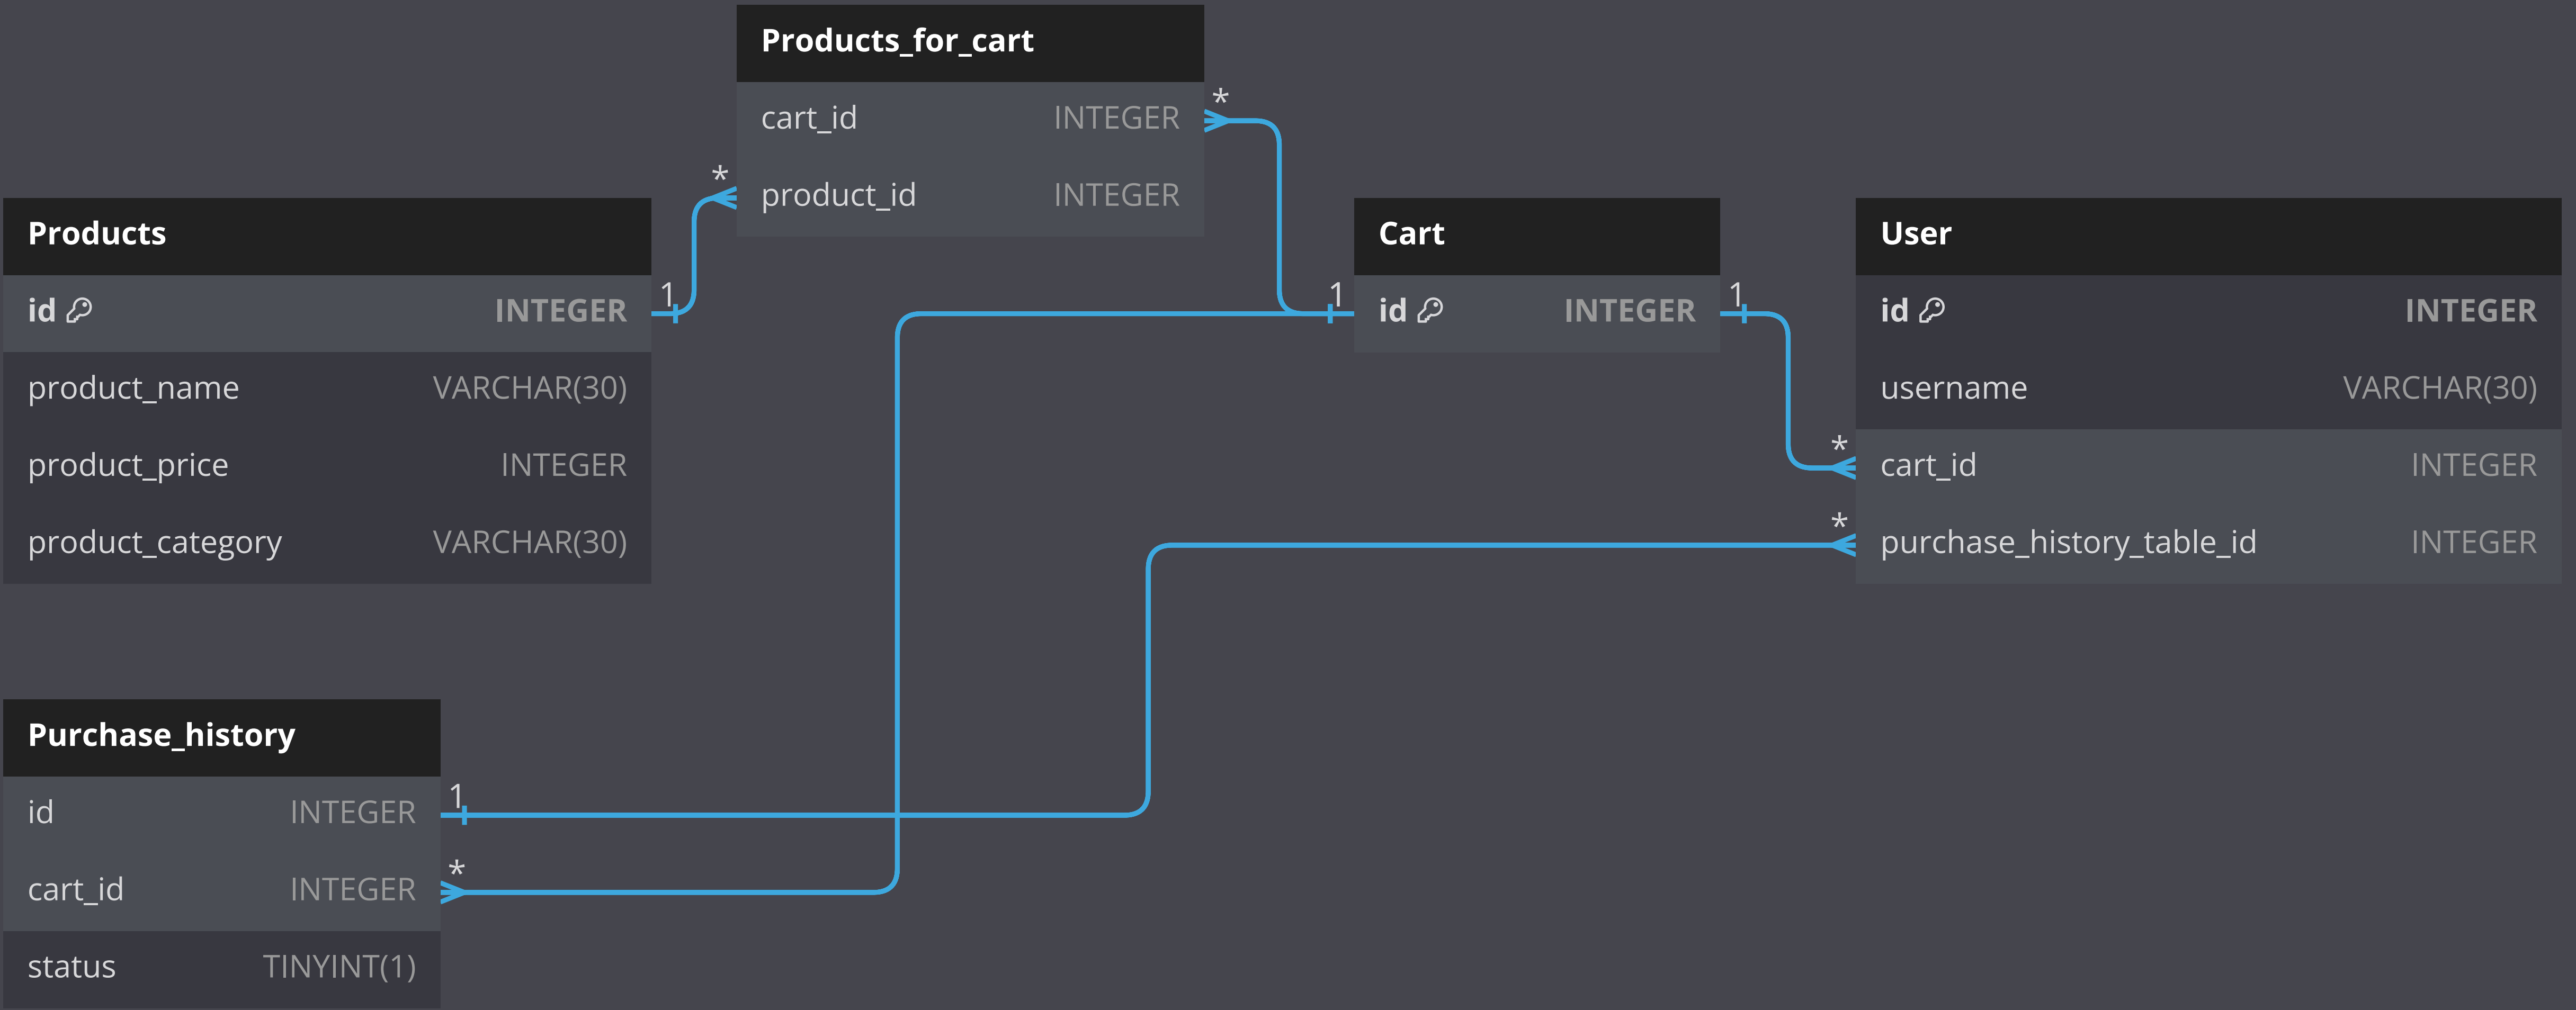 Products_for_cart
cart_id INTEGER
product_id INTEGER
*
*
Products
id INTEGER
product_name VARCHAR(30)
product_price INTEGER
product_category VARCHAR(30)
1
Cart
id INTEGER
1
1
User
id INTEGER
username VARCHAR(30)
cart_id INTEGER
purchase_history_table_id INTEGER
*
*
Purchase_history
id INTEGER
cart_id INTEGER
status TINYINT(1)
1
*